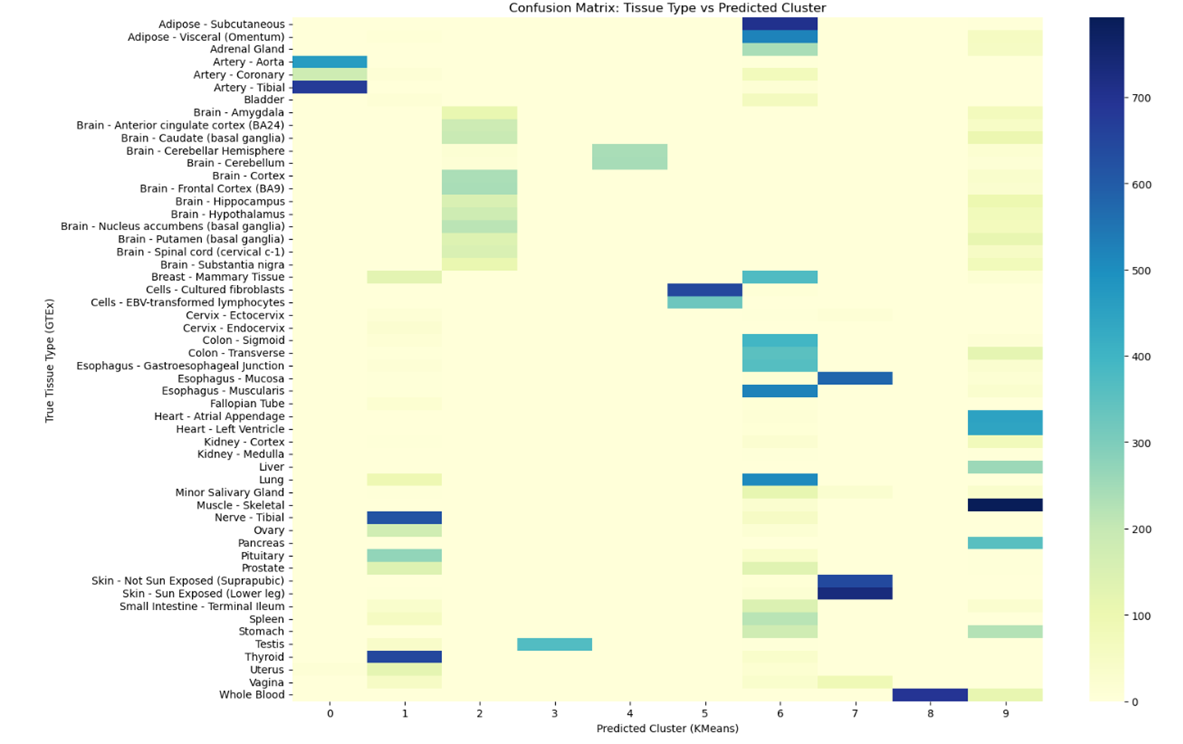 Confusion Matrix: Tissue Type vs Predicted Cluster
True Tissue Type (GTEx)
Adipose - Subcutaneous
Adipose - Visceral (Omentum)
Adrenal Gland
Artery - Aorta
Artery - Coronary
Artery - Tibial
Bladder
Brain - Amygdala
Brain - Anterior cingulate cortex (BA24)
Brain - Caudate (basal ganglia)
Brain - Cerebellar Hemisphere
Brain - Cerebellum
Brain - Cortex
Brain - Frontal Cortex (BA9)
Brain - Hippocampus
Brain - Hypothalamus
Brain - Nucleus accumbens (basal ganglia)
Brain - Putamen (basal ganglia)
Brain - Spinal cord (cervical c-1)
Brain - Substantia nigra
Breast - Mammary Tissue
Cells - Cultured fibroblasts
Cells - EBV-transformed lymphocytes
Cervix - Ectocervix
Cervix - Endocervix
Colon - Sigmoid
Colon - Transverse
Esophagus - Gastroesophageal Junction
Esophagus - Mucosa
Esophagus - Muscularis
Fallopian Tube
Heart - Atrial Appendage
Heart - Left Ventricle
Kidney - Cortex
Kidney - Medulla
Liver
Lung
Minor Salivary Gland
Muscle - Skeletal
Nerve - Tibial
Ovary
Pancreas
Pituitary
Prostate
Skin - Not Sun Exposed (Suprapubic)
Skin - Sun Exposed (Lower leg)
Small Intestine - Terminal Ileum
Spleen
Stomach
Testis
Thyroid
Uterus
Vagina
Whole Blood
0 1 2 3 4 5 6 7 8 9
Predicted Cluster (KMeans)
700
600
500
400
300
200
100
0